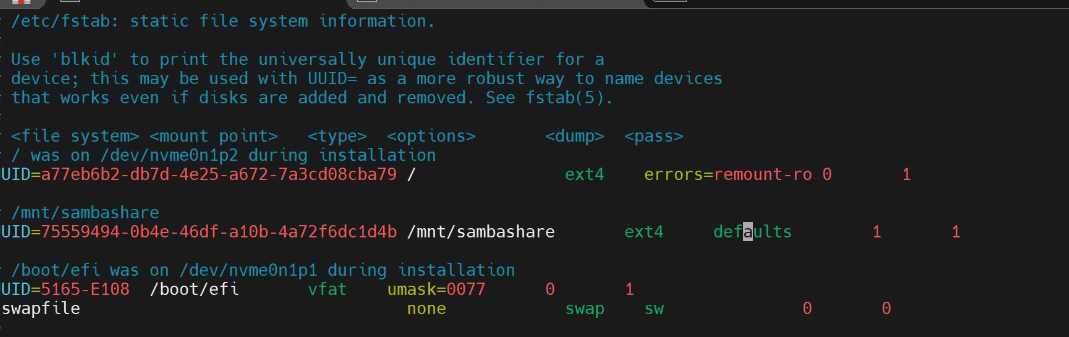 /etc/fstab: static file system information.
Use 'blkid' to print the universally unique identifier for a
device; this may be used with UUID= as a more robust way to name devices
that works even if disks are added and removed. See fstab(5).
<file system> <mount point>   <type>  <options>       <dump>  <pass>
/ was on /dev/nvme0n1p2 during installation
UID=a77eb6b2-db7d-4e25-a672-7a3cd08cba79 /               ext4    errors=remount-ro 0       1
/mnt/sambashare
UID=75559494-0b4e-46df-a10b-4a72f6dc1d4b /mnt/sambashare       ext4     defaults        1       1
/boot/efi was on /dev/nvme0n1p1 during installation
UID=5165-E108  /boot/efi       vfat    umask=0077      0       1
swapfile                                 none            swap    sw              0       0